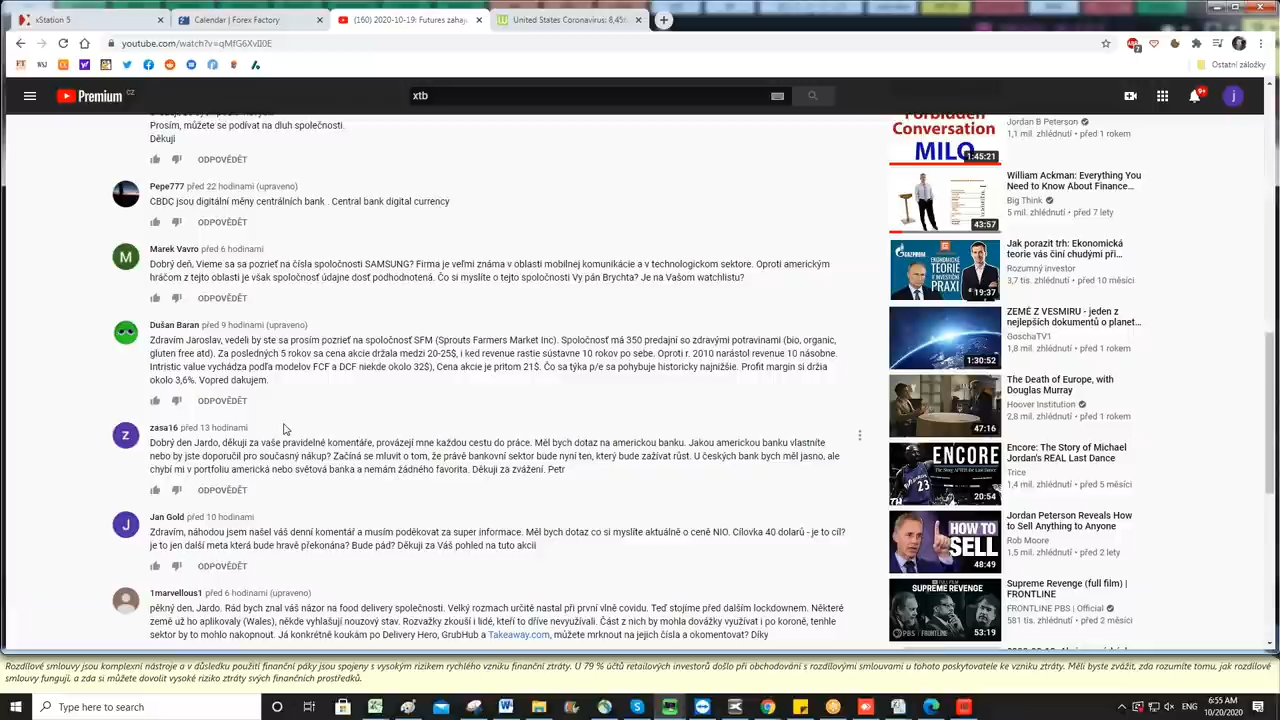 xStation 5
Calendar | Forex Factory
(160) 2020-10-19: Futures zahaj
United States Coronavirus: 8,45
youtube.com/watch?v=qMfG6XvII0E
Ostatní záložky
Premium CZ
xtb
9+
j
Prosím, můžete se podívat na dluh společnosti.
Děkuji
ODPOVĚDĚT
Pepe777 před 22 hodinami (upraveno)
CBDC jsou digitální měny centrálních bank . Central bank digital currency
ODPOVĚDĚT
Marek Vavro před 6 hodinami
Dobrý deň, Vieme sa sa pozrieť na čísla spoločnosti SAMSUNG? Firma je veľmi známa v oblasti mobilnej komunikácie a v technologickom sektore. Oproti americkým
hráčom z tejto oblasti je však spoločnosť údajne dosť podhodnotená. Čo si myslíte o tejto spoločnosti Vy pán Brychta? Je na Vašom watchlistu?
ODPOVĚDĚT
Dušan Baran před 9 hodinami (upraveno)
Zdravím Jaroslav, vedeli by ste sa prosím pozrieť na spoločnosť SFM (Sprouts Farmers Market Inc). Spoločnosť má 350 predajní so zdravými potravinami (bio, organic,
gluten free atd). Za posledných 5 rokov sa cena akcie držala medzi 20-25$, i ked revenue rastie sústavne 10 rokov po sebe. Oproti r. 2010 narástol revenue 10 násobne.
Intristic value vychádza podľa modelov FCF a DCF niekde okolo 32$), Cena akcie je pritom 21$. Čo sa týka p/e sa pohybuje historicky najnižšie. Profit margin si držia
okolo 3,6%. Vopred dakujem.
ODPOVĚDĚT
zasa16 před 13 hodinami
Dobrý den Jardo, děkuji za vaše pravidelné komentáře, provázejí mne každou cestu do práce. Měl bych dotaz na americkou banku. Jakou americkou banku vlastníte
nebo by jste doporučil pro současný nákup? Začíná se mluvit o tom, že právě bankovní sektor bude nyní ten, který bude zažívat růst. U českých bank bych měl jasno, ale
chybí mi v portfoliu americká nebo světová banka a nemám žádného favorita. Děkuji za zvážení. Petr
ODPOVĚDĚT
Jan Gold před 10 hodinami
Zdravím, náhodou jsem našel váš denní komentář a musím poděkovat za super informace. Měl bych dotaz co si myslíte aktuálně o ceně NIO. Cílovka 40 dolarů - je to cíl?
je to jen další meta která bude hravě překonána? Bude pád? Děkuji za Váš pohled na tuto akcii
ODPOVĚDĚT
1marvellous1 před 6 hodinami (upraveno)
pěkný den, Jardo. Rád bych znal váš názor na food delivery společnosti. Velký rozmach určitě nastal při první vlně covidu. Teď stojíme před dalším lockdownem. Některé
země už ho aplikovaly (Wales), někde vyhlašují nouzový stav. Rozvážky zkouší i lidé, kteří to dříve nevyužívali. Část z nich by mohla dovážky využívat i po koroně, tenhle
sektor by to mohlo nakopnout. Já konkrétně koukám po Delivery Hero, GrubHub a Takeaway.com, můžete mrknout na jejich čísla a okomentovat? Díky
Forbidden
Conversation
MILO
1:45:21
Jordan B Peterson
1,1 mil. zhlédnutí • před 1 rokem
43:57
William Ackman: Everything You
Need to Know About Finance…
Big Think
5 mil. zhlédnutí • před 7 lety
GAZPROM
EKONOMICKÁ
TEORIE
V INVESTIČNÍ
PRAXI
19:37
Jak porazit trh: Ekonomická
teorie vás činí chudými při…
Rozumný investor
3,7 tis. zhlédnutí • před 10 měsíci
1:30:52
ZEMĚ Z VESMÍRU - jeden z
nejlepších dokumentů o planet…
GoschaTV1
1,8 mil. zhlédnutí • před 1 rokem
47:16
The Death of Europe, with
Douglas Murray
Hoover Institution
2,8 mil. zhlédnutí • před 1 rokem
ENCORE
20:54
Encore: The Story of Michael
Jordan's REAL Last Dance
Trice
1,4 mil. zhlédnutí • před 5 měsíci
HOW TO
SELL
48:49
Jordan Peterson Reveals How
to Sell Anything to Anyone
Rob Moore
1,5 mil. zhlédnutí • před 2 lety
SUPREME REVENGE
PBS FRONTLINE
53:19
Supreme Revenge (full film) |
FRONTLINE
FRONTLINE PBS | Official
581 tis. zhlédnutí • před 2 měsíci
Rozdílové smlouvy jsou komplexní nástroje a v důsledku použití finanční páky jsou spojeny s vysokým rizikem rychlého vzniku finanční ztráty. U 79 % účtů retailových investorů došlo při obchodování s rozdílovými smlouvami u tohoto poskytovatele ke vzniku ztráty. Měli byste zvážit, zda rozumíte tomu, jak rozdílové
smlouvy fungují, a zda si můžete dovolit vysoké riziko ztráty svých finančních prostředků.
Type here to search
ENG
6:55 AM
10/20/2020